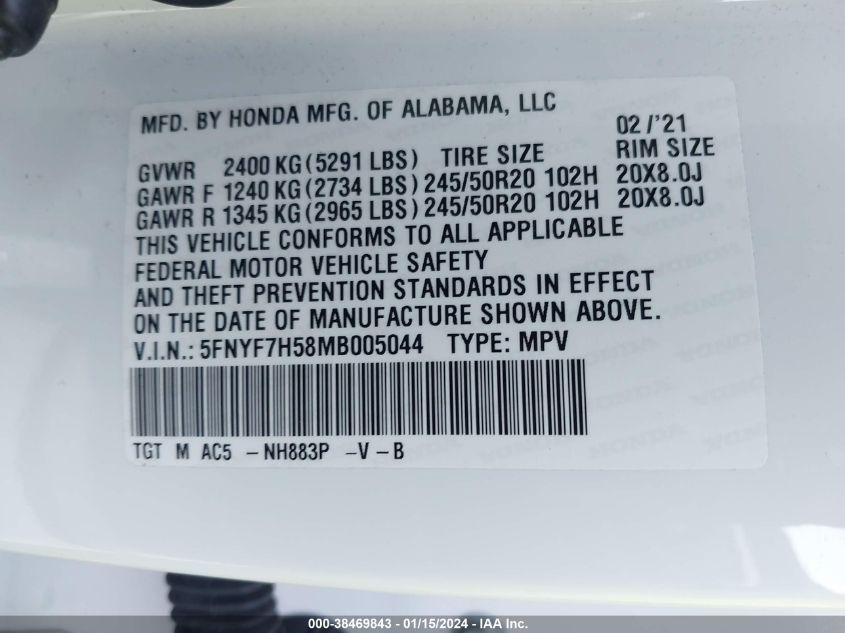 MFD. BY HONDA MFG. OF ALABAMA, LLC
02 /'21
GVWR 2400 KG (5291 LBS) TIRE SIZE RIM SIZE
GAWR F 1240 KG (2734 LBS) 245/50R20 102H 20X8.0J
GAWR R 1345 KG (2965 LBS) 245/50R20 102H 20X8.0J
THIS VEHICLE CONFORMS TO ALL APPLICABLE
FEDERAL MOTOR VEHICLE SAFETY
AND THEFT PREVENTION STANDARDS IN EFFECT
ON THE DATE OF MANUFACTURE SHOWN ABOVE.
V.I.N.: 5FNYF7H58MB005044 TYPE: MPV
TGT M AC5 - NH883P - V - B
000-38469843 - 01/15/2024 - IAA Inc.